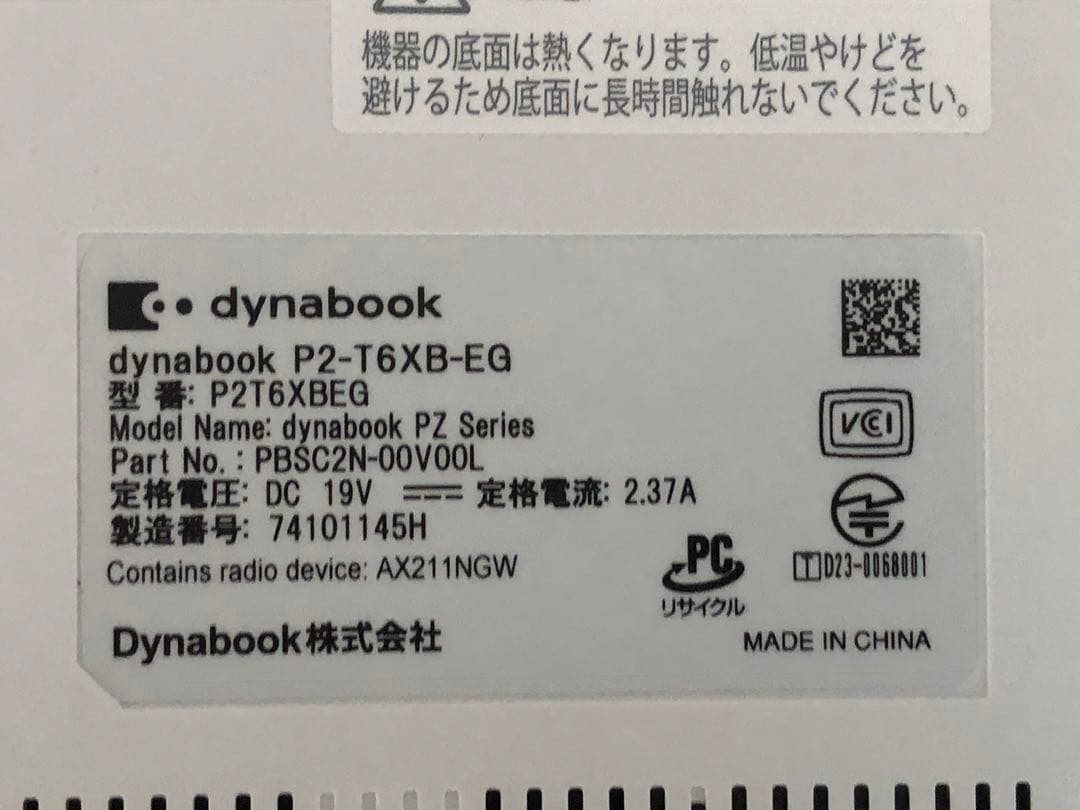 機器の底面は熱くなります。低温やけどを
避けるため底面に長時間触れないでください。
dynabook
dynabook P2-T6XB-EG
型 番: P2T6XBEG
Model Name: dynabook PZ Series
Part No. : PBSC2N-00V00L
定格電圧: DC 19V ⎓ 定格電流: 2.37A
製造番号: 74101145H
Contains radio device: AX211NGW
Dynabook株式会社
VCI
T D23-0068001
PC
リサイクル
MADE IN CHINA